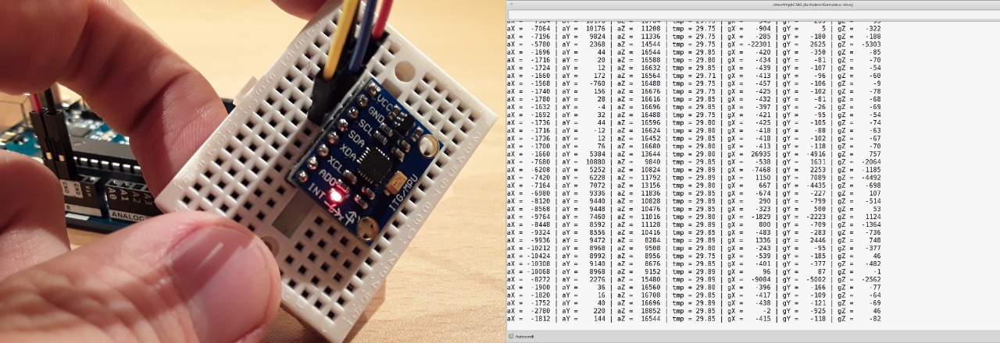 VCC
GND
SCL
SDA
XDA
XCL
AD0
INT
ITG/MPU
GND
Vin
A0
A1
A2
A3
ANALOG
/dev/ttyACM0 (Arduino/Genuino Uno)
aX = -7064 | aY = 10176 | aZ = 11208 | tmp = 29.75 | gX = -904 | gY = 5 | gZ = -322
aX = -7196 | aY = 9824 | aZ = 11336 | tmp = 29.75 | gX = -285 | gY = -180 | gZ = -188
aX = -5780 | aY = 2368 | aZ = 14544 | tmp = 29.75 | gX = -22301 | gY = 2625 | gZ = -5303
aX = -1696 | aY = 44 | aZ = 16544 | tmp = 29.85 | gX = -420 | gY = -350 | gZ = -85
aX = -1716 | aY = 20 | aZ = 16588 | tmp = 29.80 | gX = -434 | gY = -81 | gZ = -70
aX = -1724 | aY = 12 | aZ = 16632 | tmp = 29.85 | gX = -439 | gY = -107 | gZ = -54
aX = -1660 | aY = 172 | aZ = 16564 | tmp = 29.71 | gX = -413 | gY = -96 | gZ = -60
aX = -1568 | aY = -760 | aZ = 16488 | tmp = 29.75 | gX = -457 | gY = -106 | gZ = -9
aX = -1740 | aY = 156 | aZ = 16676 | tmp = 29.85 | gX = -425 | gY = -102 | gZ = -78
aX = -1780 | aY = 28 | aZ = 16616 | tmp = 29.85 | gX = -432 | gY = -81 | gZ = -68
aX = -1632 | aY = -4 | aZ = 16696 | tmp = 29.85 | gX = -397 | gY = -26 | gZ = -69
aX = -1692 | aY = 32 | aZ = 16488 | tmp = 29.75 | gX = -421 | gY = -95 | gZ = -54
aX = -1736 | aY = 44 | aZ = 16596 | tmp = 29.80 | gX = -425 | gY = -105 | gZ = -74
aX = -1716 | aY = -12 | aZ = 16624 | tmp = 29.80 | gX = -418 | gY = -88 | gZ = -63
aX = -1736 | aY = 12 | aZ = 16452 | tmp = 29.85 | gX = -418 | gY = -102 | gZ = -67
aX = -1700 | aY = 76 | aZ = 16680 | tmp = 29.80 | gX = -413 | gY = -118 | gZ = -70
aX = -1660 | aY = 5384 | aZ = 13644 | tmp = 29.80 | gX = 26935 | gY = -4916 | gZ = 757
aX = -7680 | aY = 10880 | aZ = 9840 | tmp = 29.85 | gX = -538 | gY = 1631 | gZ = -2064
aX = -6208 | aY = 5252 | aZ = 10824 | tmp = 29.89 | gX = -7468 | gY = 2253 | gZ = -1185
aX = -7420 | aY = 6228 | aZ = 11792 | tmp = 29.89 | gX = 1150 | gY = 7089 | gZ = -4492
aX = -7164 | aY = 7072 | aZ = 13156 | tmp = 29.80 | gX = 667 | gY = -4435 | gZ = -698
aX = -6980 | aY = 9336 | aZ = 11836 | tmp = 29.85 | gX = -674 | gY = -227 | gZ = 107
aX = -8120 | aY = 9440 | aZ = 10828 | tmp = 29.89 | gX = 290 | gY = -799 | gZ = -514
aX = -8568 | aY = 9448 | aZ = 10476 | tmp = 29.85 | gX = -323 | gY = 500 | gZ = 53
aX = -9764 | aY = 7468 | aZ = 11016 | tmp = 29.80 | gX = -1829 | gY = -2223 | gZ = 1124
aX = -8448 | aY = 8592 | aZ = 11128 | tmp = 29.89 | gX = 800 | gY = -709 | gZ = -1364
aX = -9324 | aY = 8556 | aZ = 10416 | tmp = 29.85 | gX = -483 | gY = -283 | gZ = -736
aX = -9936 | aY = 9472 | aZ = 8284 | tmp = 29.89 | gX = 1336 | gY = 2446 | gZ = 748
aX = -10212 | aY = 8968 | aZ = 9508 | tmp = 29.80 | gX = -243 | gY = -95 | gZ = -377
aX = -10424 | aY = 8992 | aZ = 8956 | tmp = 29.75 | gX = -539 | gY = -185 | gZ = 46
aX = -10308 | aY = 9140 | aZ = 8676 | tmp = 29.85 | gX = -401 | gY = -377 | gZ = -482
aX = -10068 | aY = 8968 | aZ = 9152 | tmp = 29.89 | gX = 96 | gY = 87 | gZ = -1
aX = -8272 | aY = 2276 | aZ = 15480 | tmp = 29.89 | gX = -9084 | gY = -5002 | gZ = -2562
aX = -1900 | aY = 36 | aZ = 16560 | tmp = 29.80 | gX = -396 | gY = -166 | gZ = -77
aX = -1820 | aY = 16 | aZ = 16708 | tmp = 29.85 | gX = -417 | gY = -109 | gZ = -64
aX = -1752 | aY = 40 | aZ = 16696 | tmp = 29.85 | gX = -438 | gY = -121 | gZ = -69
aX = -2780 | aY = 220 | aZ = 18852 | tmp = 29.85 | gX = -2 | gY = -925 | gZ = 46
aX = -1812 | aY = 144 | aZ = 16544 | tmp = 29.85 | gX = -415 | gY = -118 | gZ = -82
Autoscroll